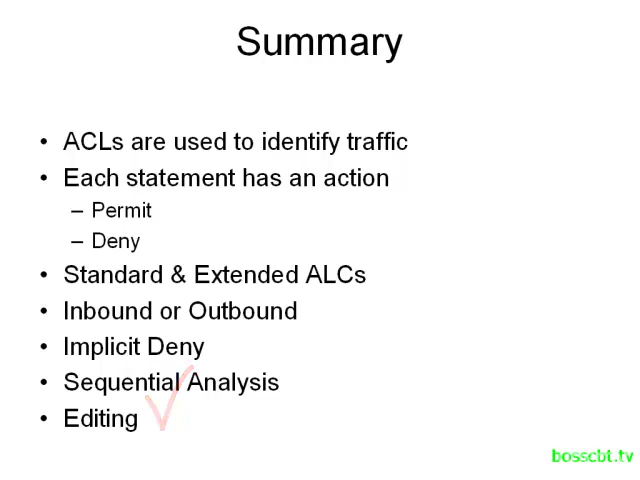 Summary
• ACLs are used to identify traffic
• Each statement has an action
– Permit
– Deny
• Standard & Extended ALCs
• Inbound or Outbound
• Implicit Deny
• Sequential Analysis
• Editing
bosscbt.tv